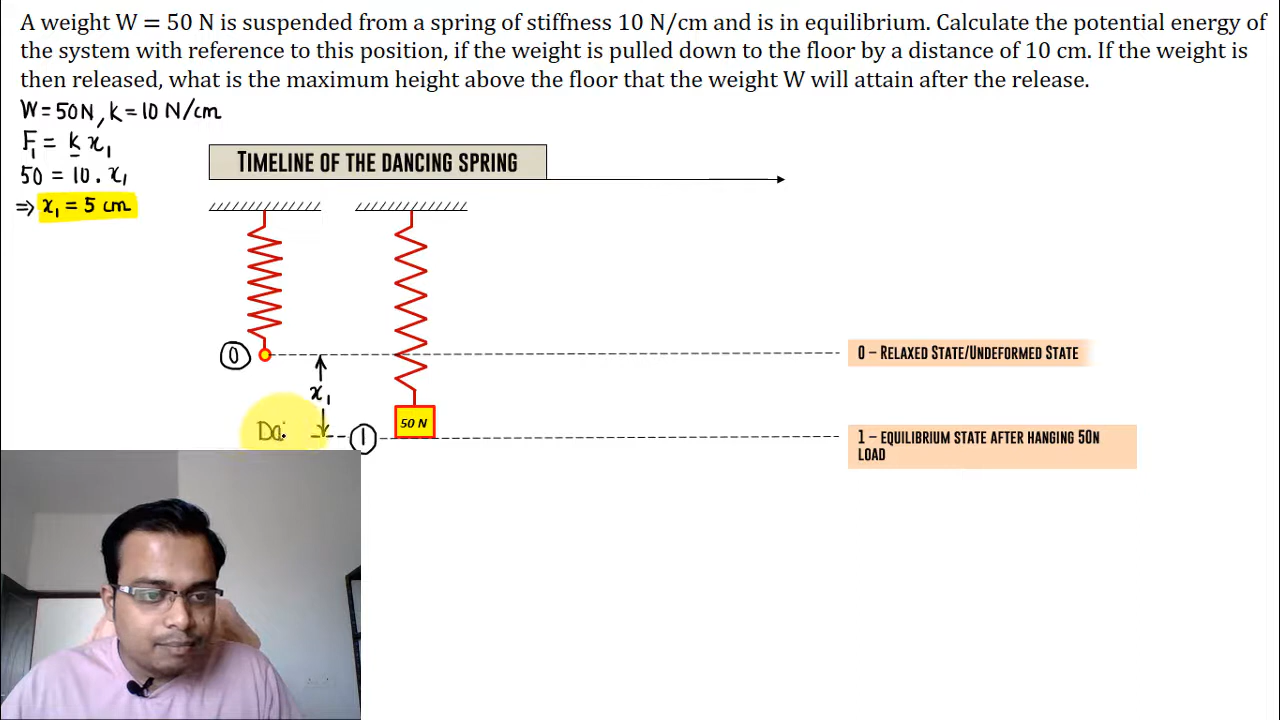 A weight W = 50 N is suspended from a spring of stiffness 10 N/cm and is in equilibrium. Calculate the potential energy of
the system with reference to this position, if the weight is pulled down to the floor by a distance of 10 cm. If the weight is
then released, what is the maximum height above the floor that the weight W will attain after the release.
W = 50 N, k = 10 N/cm
F₁ = k x₁
50 = 10 . x₁
⇒ x₁ = 5 cm
TIMELINE OF THE DANCING SPRING
0
0 – RELAXED STATE/UNDEFORMED STATE
x₁
50 N
Da
1
1 – EQUILIBRIUM STATE AFTER HANGING 50N
LOAD